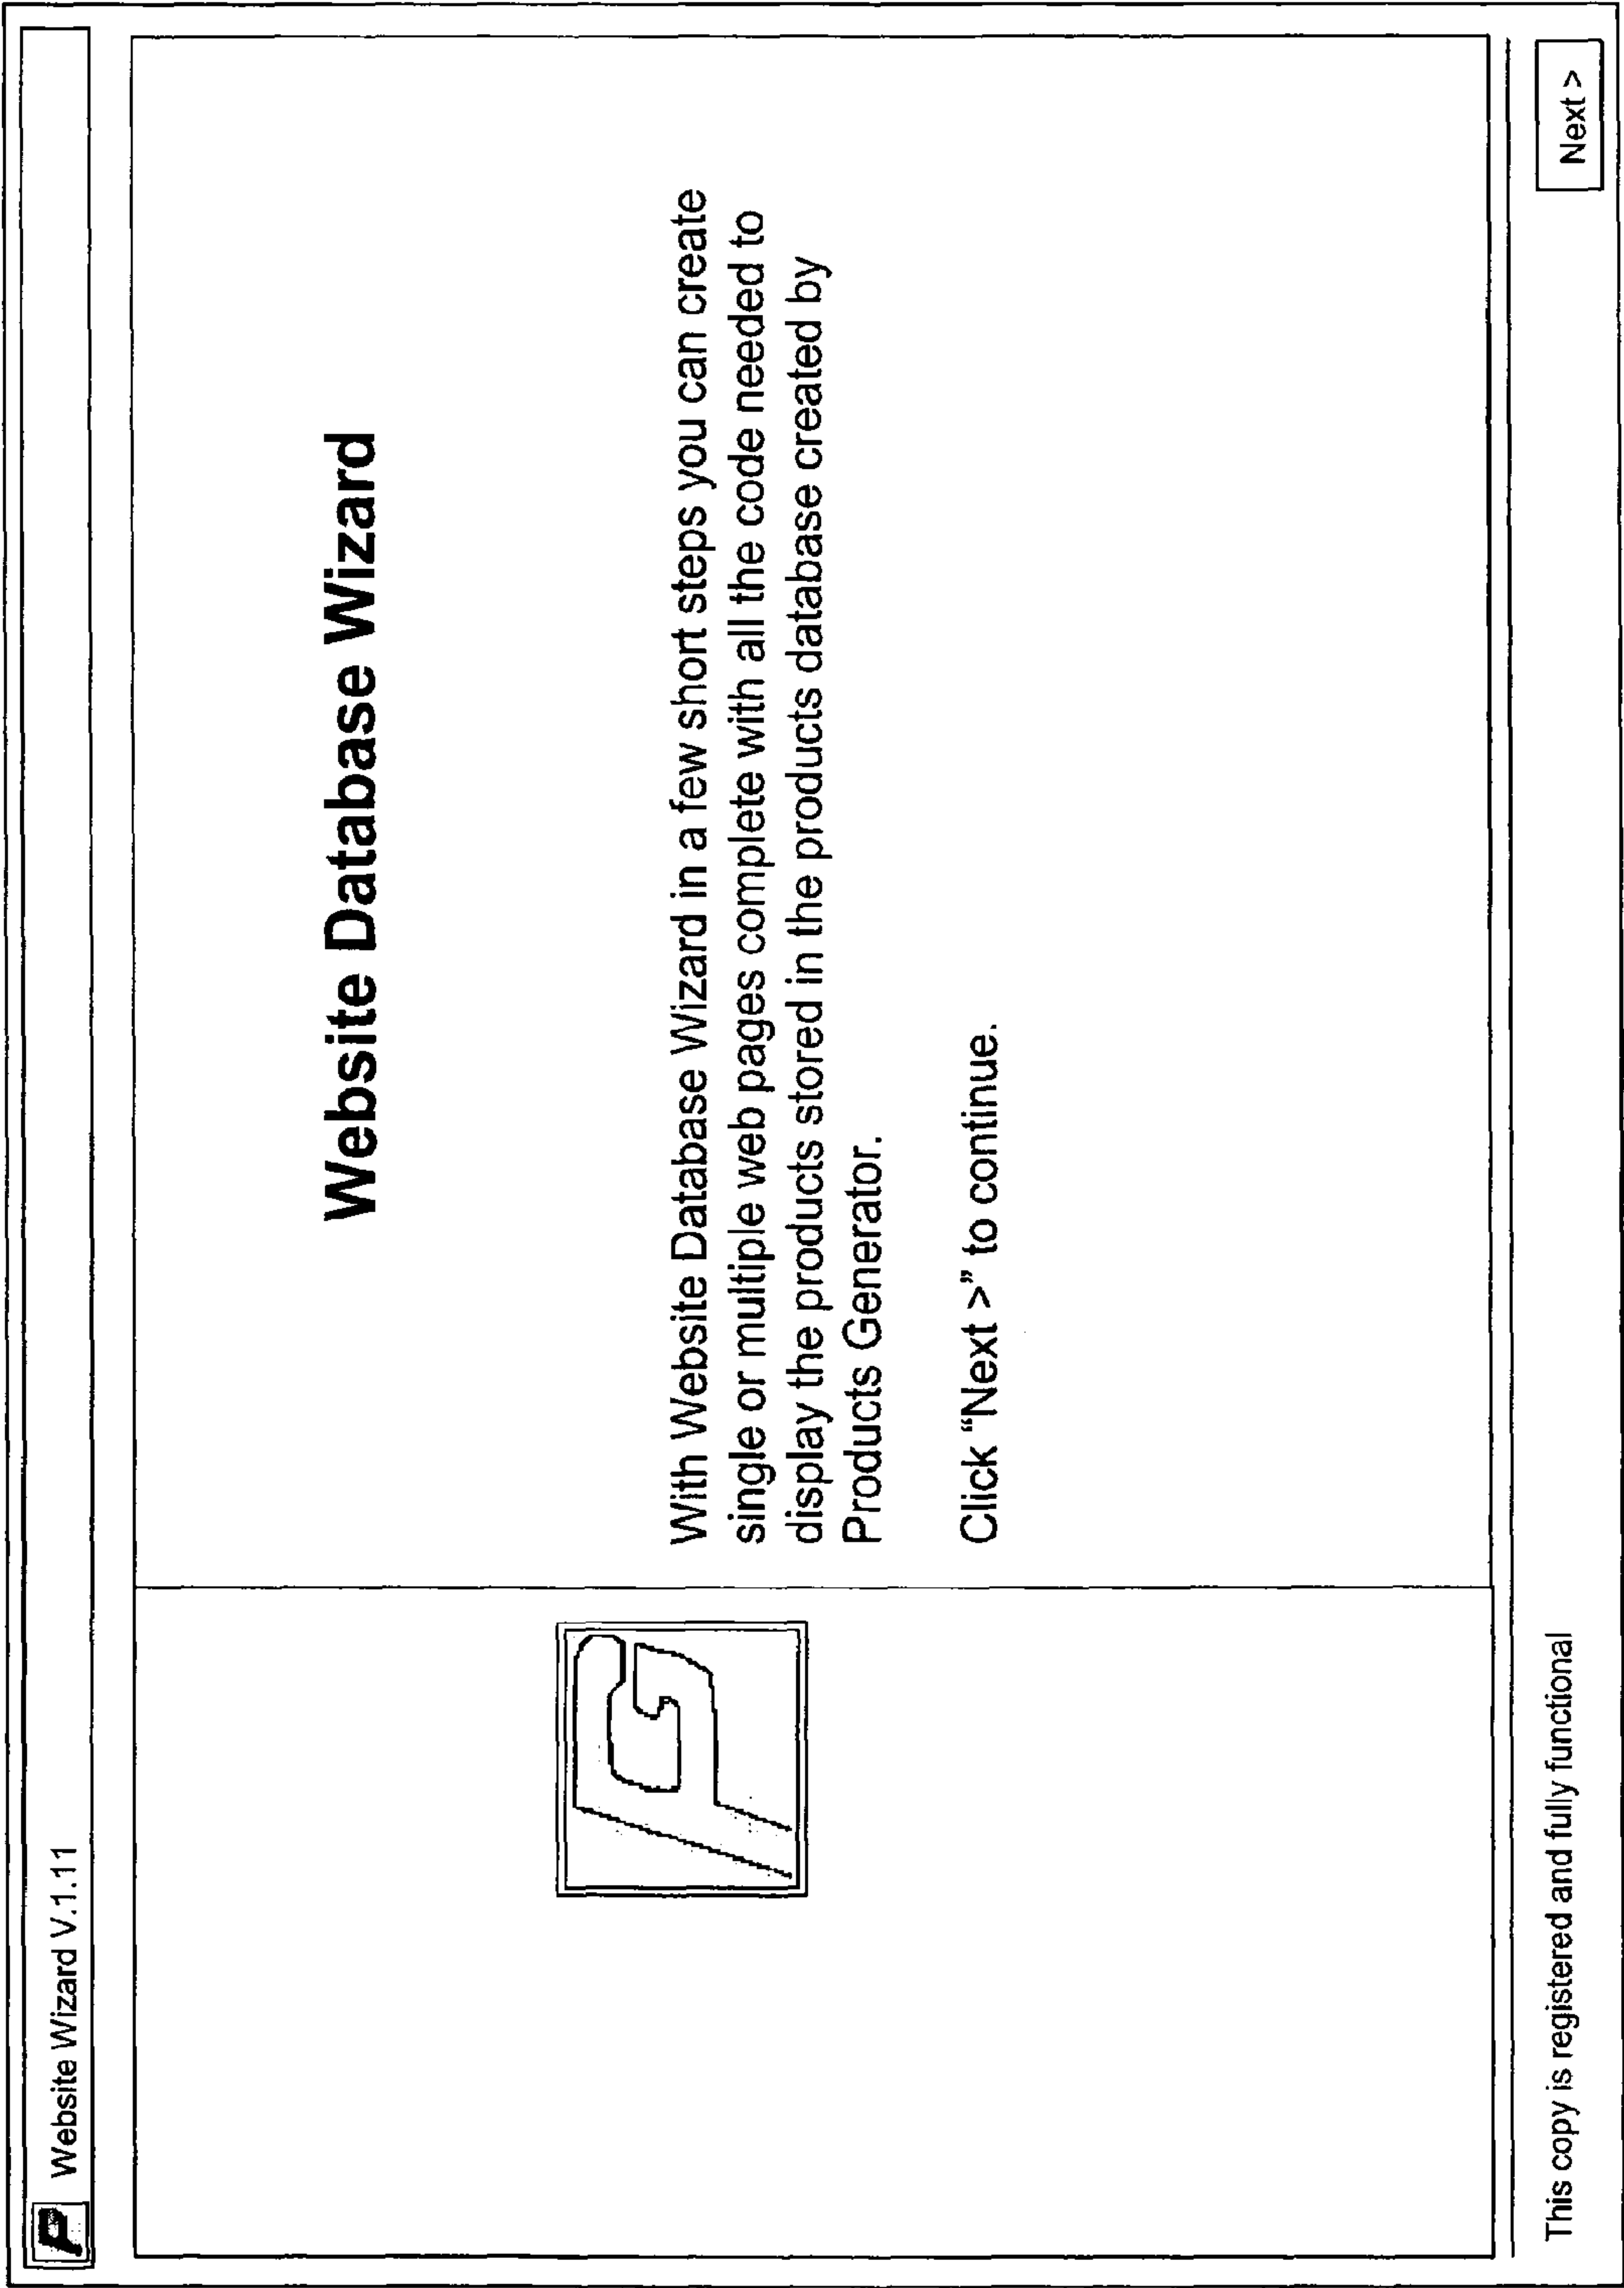 Website Wizard V.1.11
Website Database Wizard
With Website Database Wizard in a few short steps you can create
single or multiple web pages complete with all the code needed to
display the products stored in the products database created by
Products Generator.
Click “Next >” to continue.
This copy is registered and fully functional
Next >